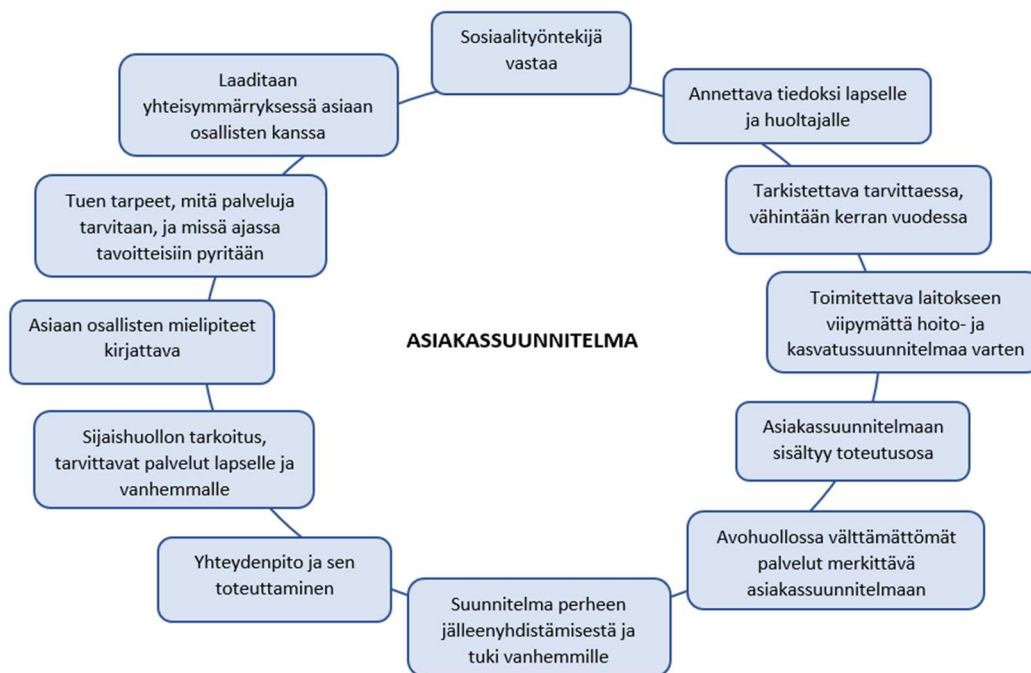 Sosiaalityöntekijä
vastaa
Annettava tiedoksi lapselle
ja huoltajalle
Tarkistettava tarvittaessa,
vähintään kerran vuodessa
Toimitettava laitokseen
viipymättä hoito- ja
kasvatussuunnitelmaa varten
Asiakassuunnitelmaan
sisältyy toteutusosa
Avohuollossa välttämättömät
palvelut merkittävä
asiakassuunnitelmaan
Suunnitelma perheen
jälleenyhdistämisestä ja
tuki vanhemmille
Yhteydenpito ja sen
toteuttaminen
Sijaishuollon tarkoitus,
tarvittavat palvelut lapselle ja
vanhemmalle
Asiaan osallisten mielipiteet
kirjattava
Tuen tarpeet, mitä palveluja
tarvitaan, ja missä ajassa
tavoitteisiin pyritään
Laaditaan
yhteisymmärryksessä asiaan
osallisten kanssa
ASIAKASSUUNNITELMA